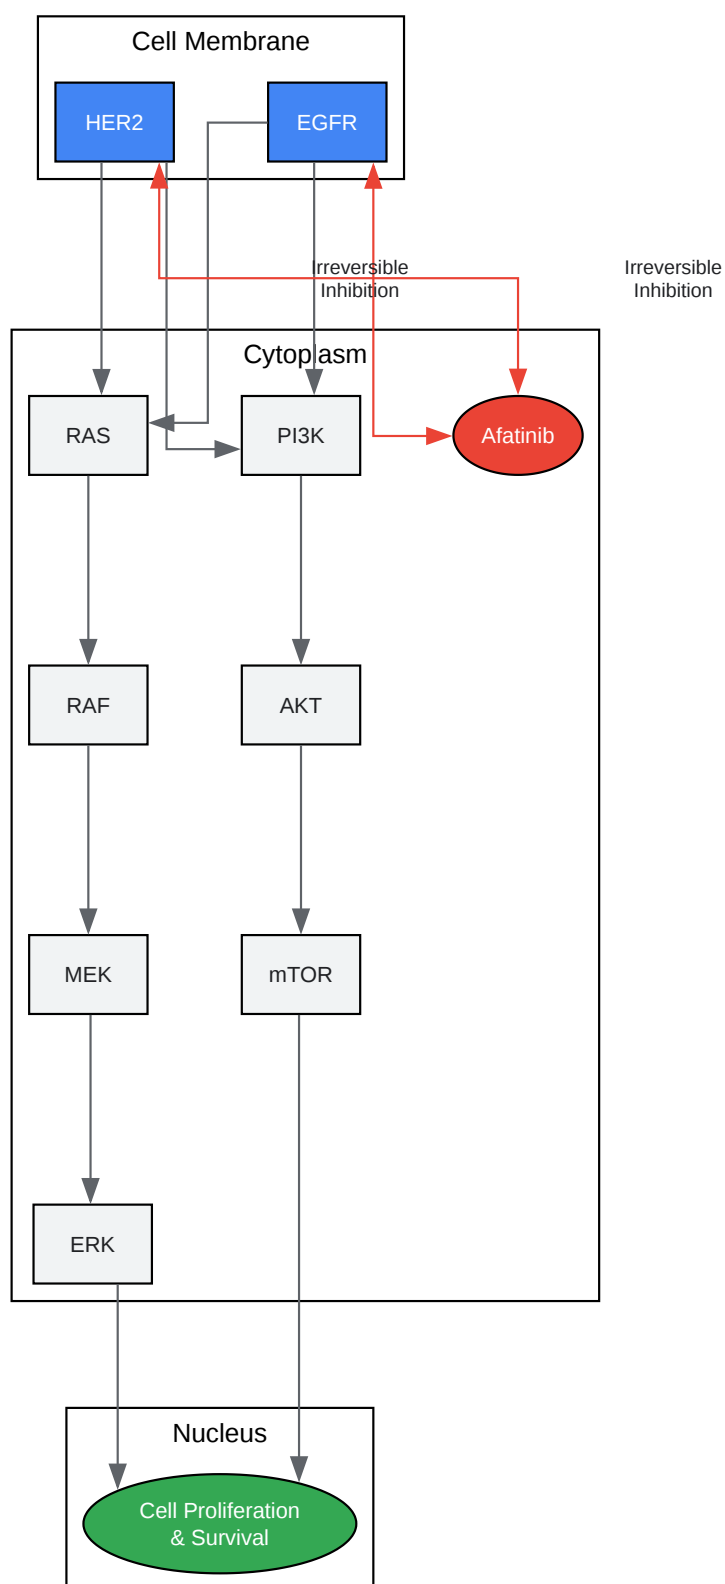 Cell Membrane
HER2
EGFR
Irreversible
Inhibition
Irreversible
Inhibition
Cytoplasm
RAS
PI3K
Afatinib
RAF
AKT
MEK
mTOR
ERK
Nucleus
Cell Proliferation
& Survival